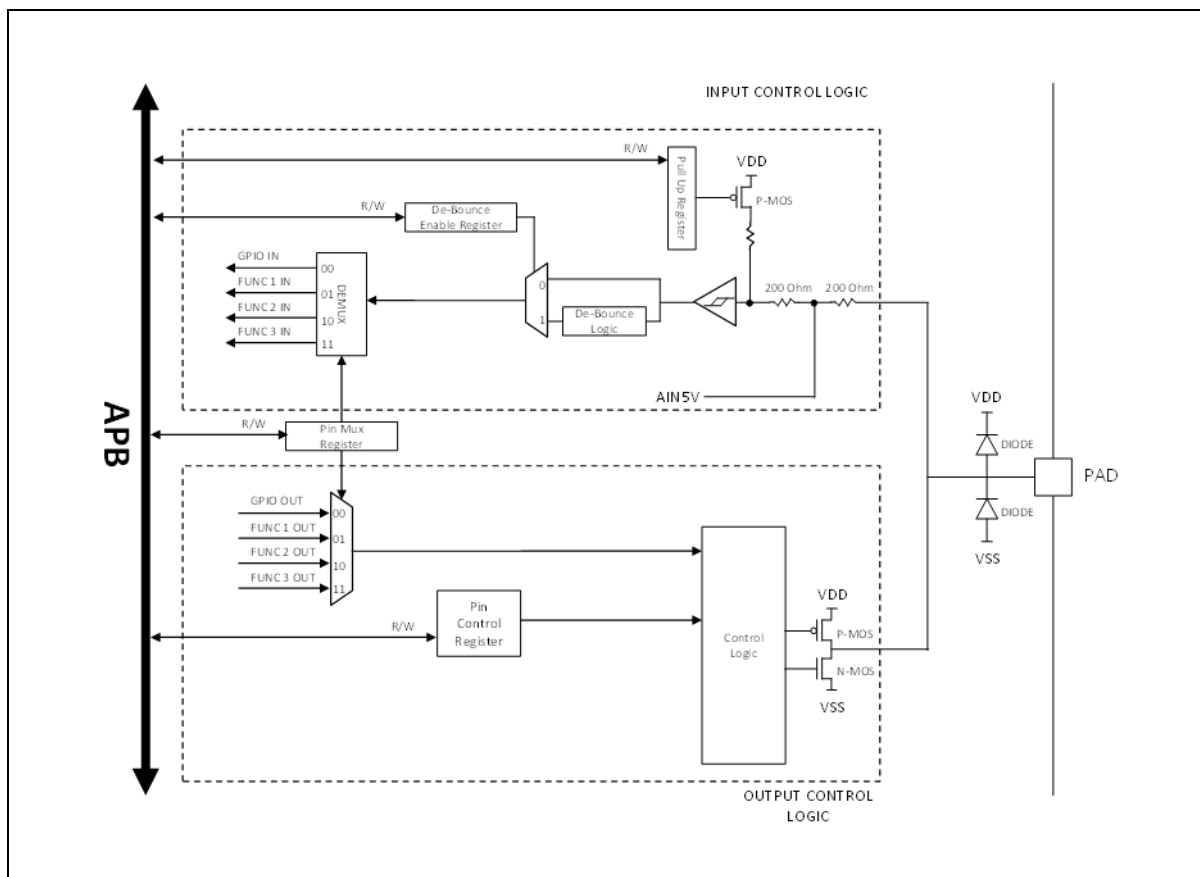 INPUT CONTROL LOGIC
R/W
Pull Up Register
VDD
P-MOS
R/W
De-Bounce
Enable Register
GPIO IN
FUNC 1 IN
FUNC 2 IN
FUNC 3 IN
00
01
10
11
DEMUX
0
1
De-Bounce
Logic
200 Ohm
200 Ohm
AIN5V
APB
R/W
Pin Mux
Register
VDD
DIODE
PAD
DIODE
VSS
GPIO OUT
FUNC 1 OUT
FUNC 2 OUT
FUNC 3 OUT
00
01
10
11
R/W
Pin
Control
Register
Control
Logic
VDD
P-MOS
N-MOS
VSS
OUTPUT CONTROL
LOGIC